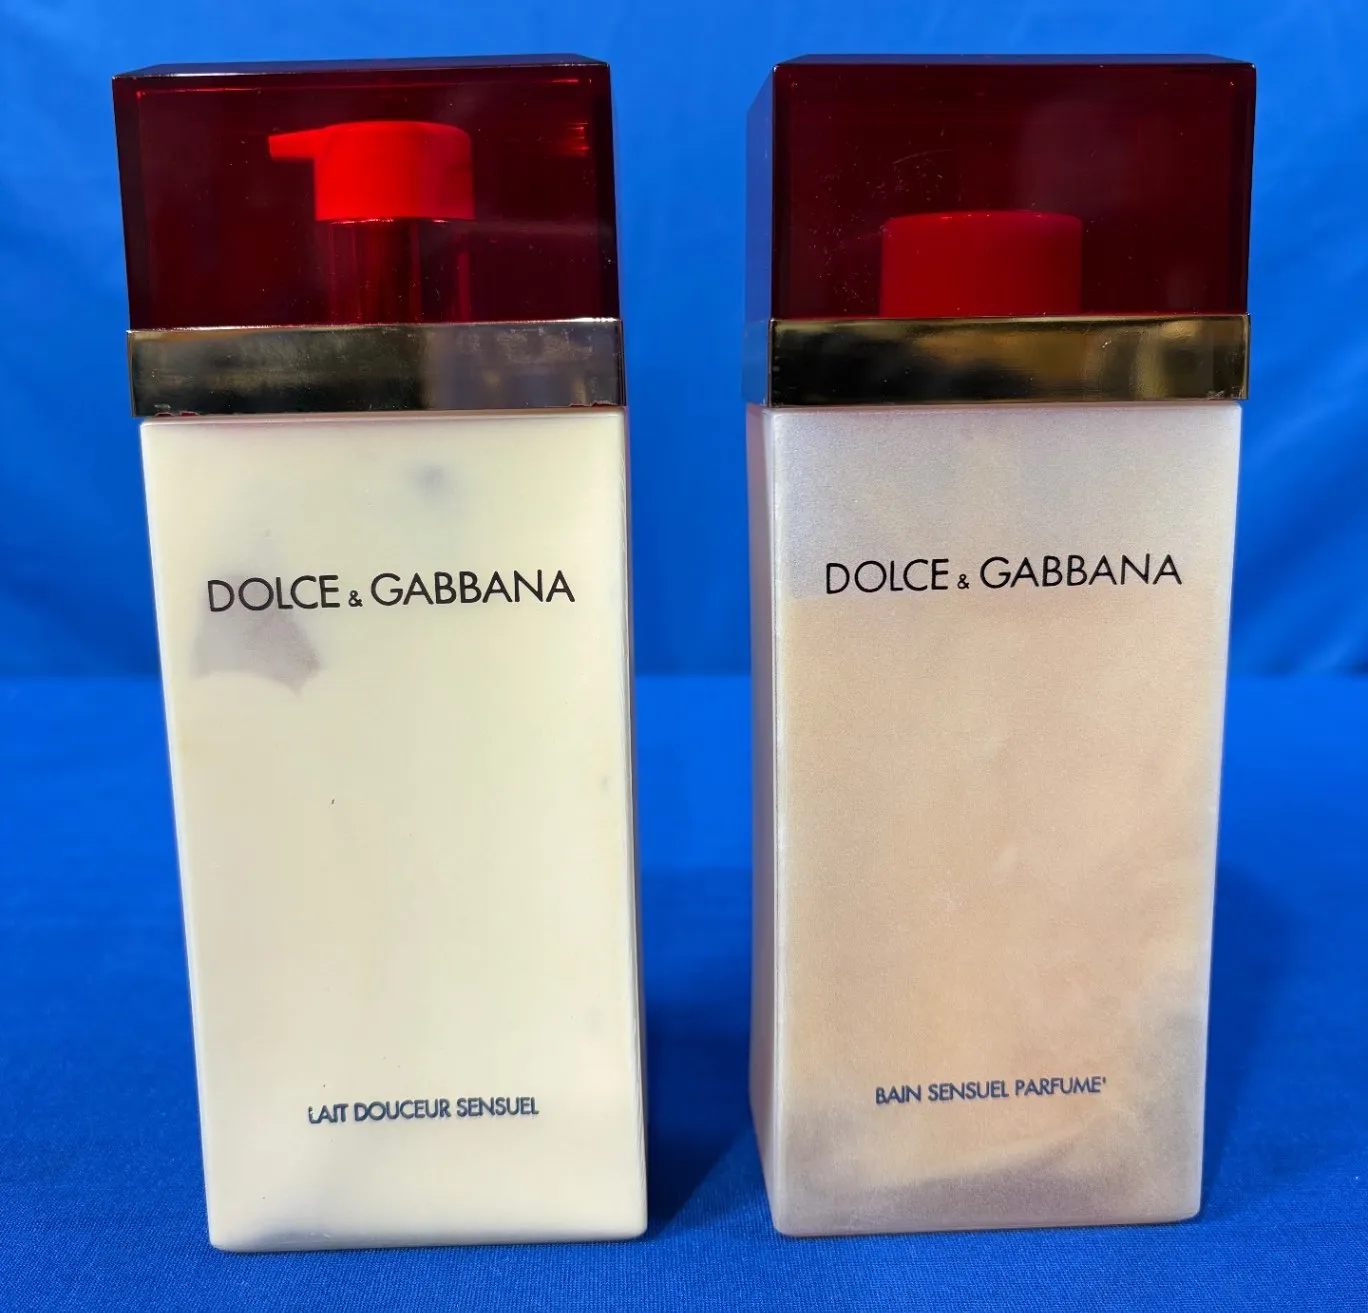 DOLCE & GABBANA
LAIT DOUCEUR SENSUEL
DOLCE & GABBANA
BAIN SENSUEL PARFUME'